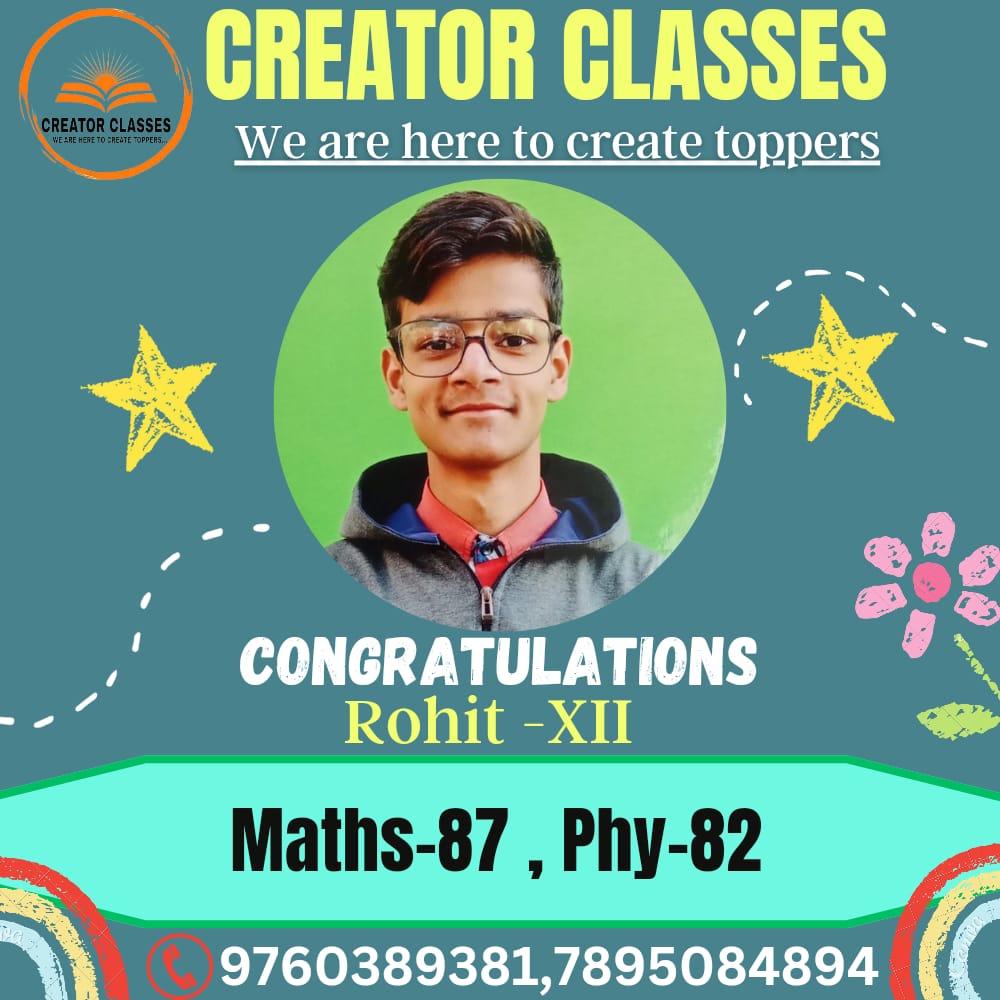 CREATOR CLASSES
We are here to create toppers
CREATOR CLASSES
WE ARE HERE TO CREATE TOPPERS...
CONGRATULATIONS
Rohit -XII
Maths-87 , Phy-82
9760389381,7895084894